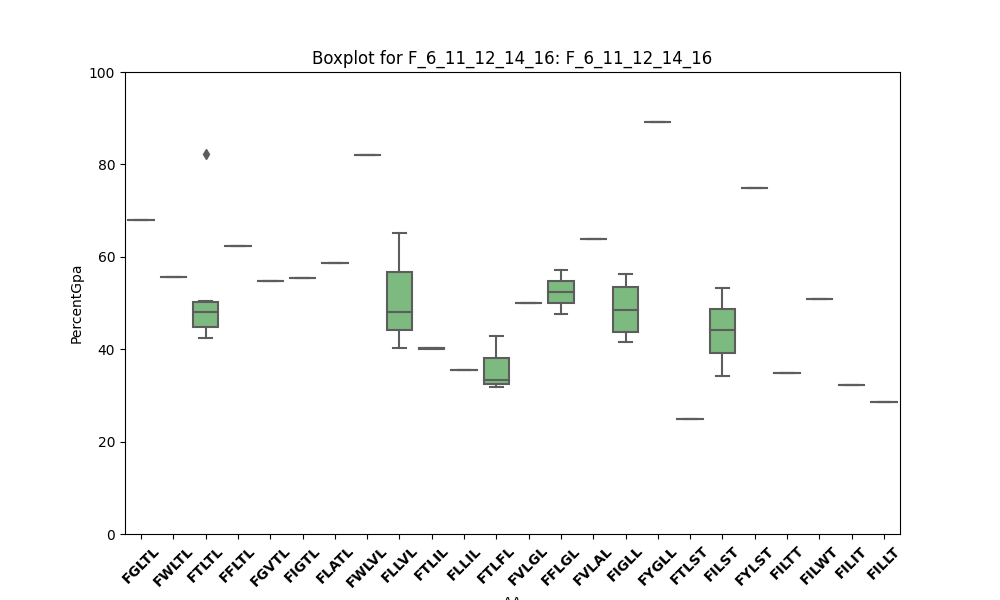 Boxplot for F_6_11_12_14_16: F_6_11_12_14_16
PercentGpa
100
80
60
40
20
0
FGLTL
FWLTL
FTLTL
FFLTL
FGVTL
FIGTL
FLATL
FWLVL
FLLVL
FTLIL
FLLIL
FTLFL
FVLGL
FFLGL
FVLAL
FIGLL
FYGLL
FTLST
FILST
FYLST
FILTT
FILWT
FILIT
FILLT